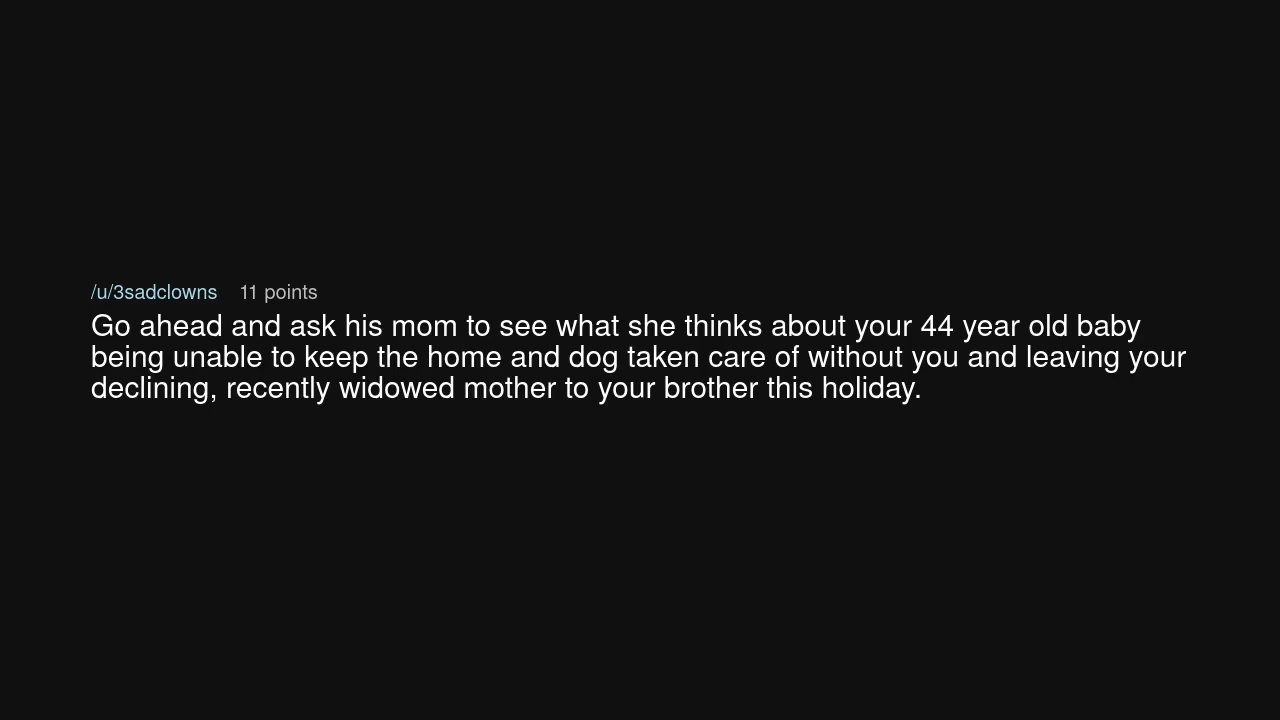 /u/3sadclowns 11 points
Go ahead and ask his mom to see what she thinks about your 44 year old baby
being unable to keep the home and dog taken care of without you and leaving your
declining, recently widowed mother to your brother this holiday.